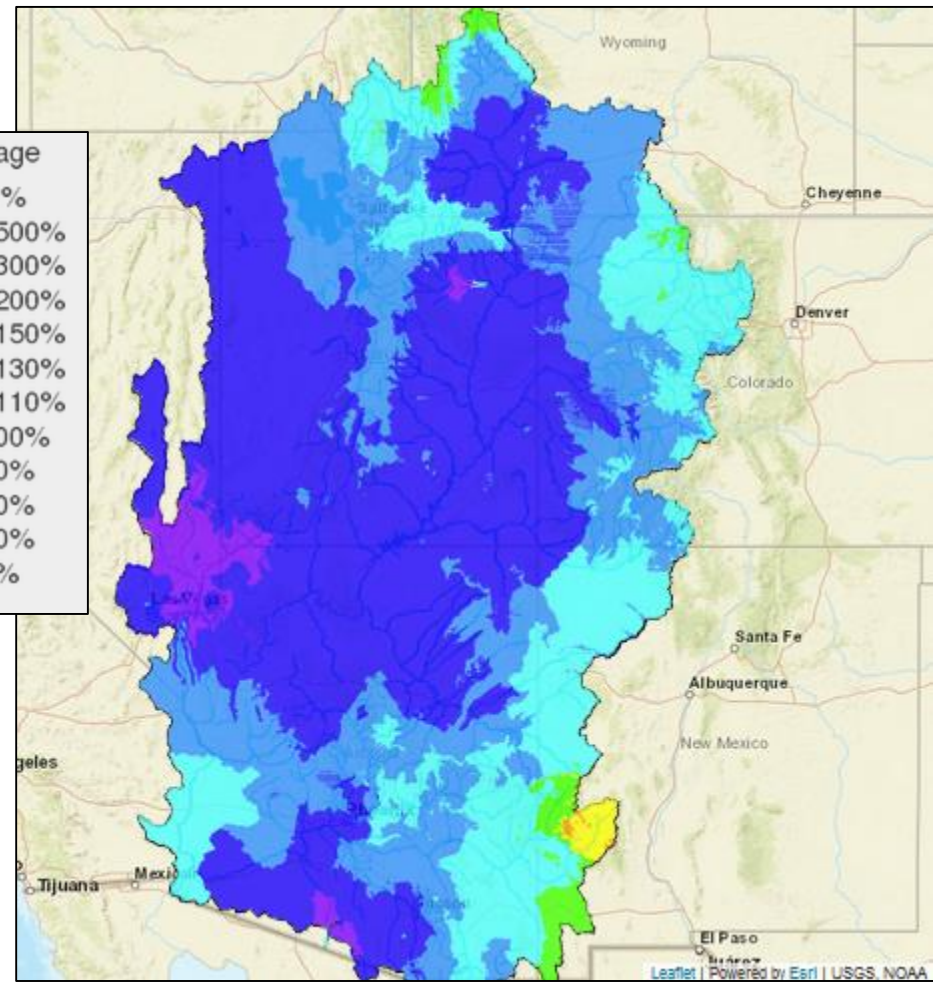 age
%
500%
300%
200%
150%
130%
110%
00%
0%
0%
0%
%
Wyoming
Cheyenne
Denver
Colorado
Santa Fe
Albuquerque
New Mexico
geles
Tijuana
El Paso
Juárez
Leaflet | Powered by Esri | USGS, NOAA